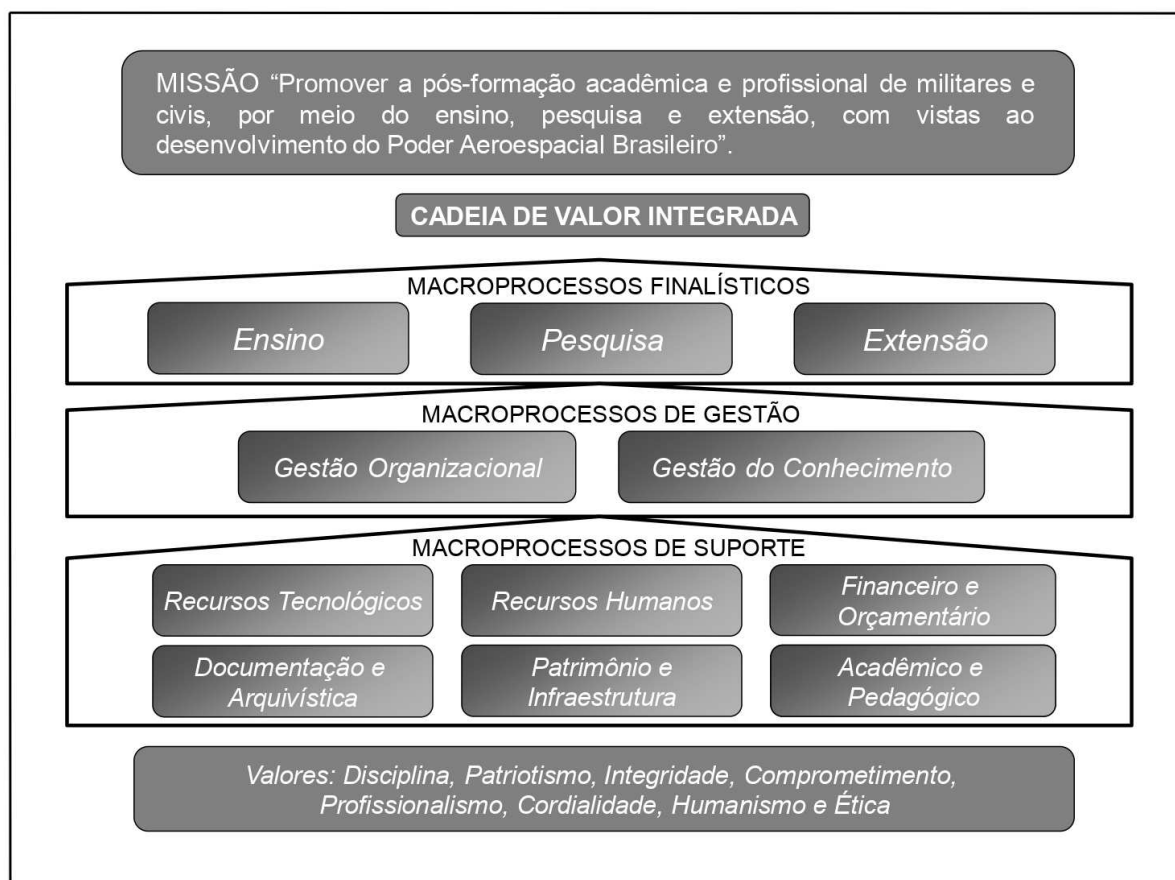 MISSÃO “Promover a pós-formação acadêmica e profissional de militares e
civis, por meio do ensino, pesquisa e extensão, com vistas ao
desenvolvimento do Poder Aeroespacial Brasileiro”.
CADEIA DE VALOR INTEGRADA
MACROPROCESSOS FINALÍSTICOS
Ensino
Pesquisa
Extensão
MACROPROCESSOS DE GESTÃO
Gestão Organizacional
Gestão do Conhecimento
MACROPROCESSOS DE SUPORTE
Recursos Tecnológicos
Recursos Humanos
Financeiro e
Orçamentário
Documentação e
Arquivística
Patrimônio e
Infraestrutura
Acadêmico e
Pedagógico
Valores: Disciplina, Patriotismo, Integridade, Comprometimento,
Profissionalismo, Cordialidade, Humanismo e Ética